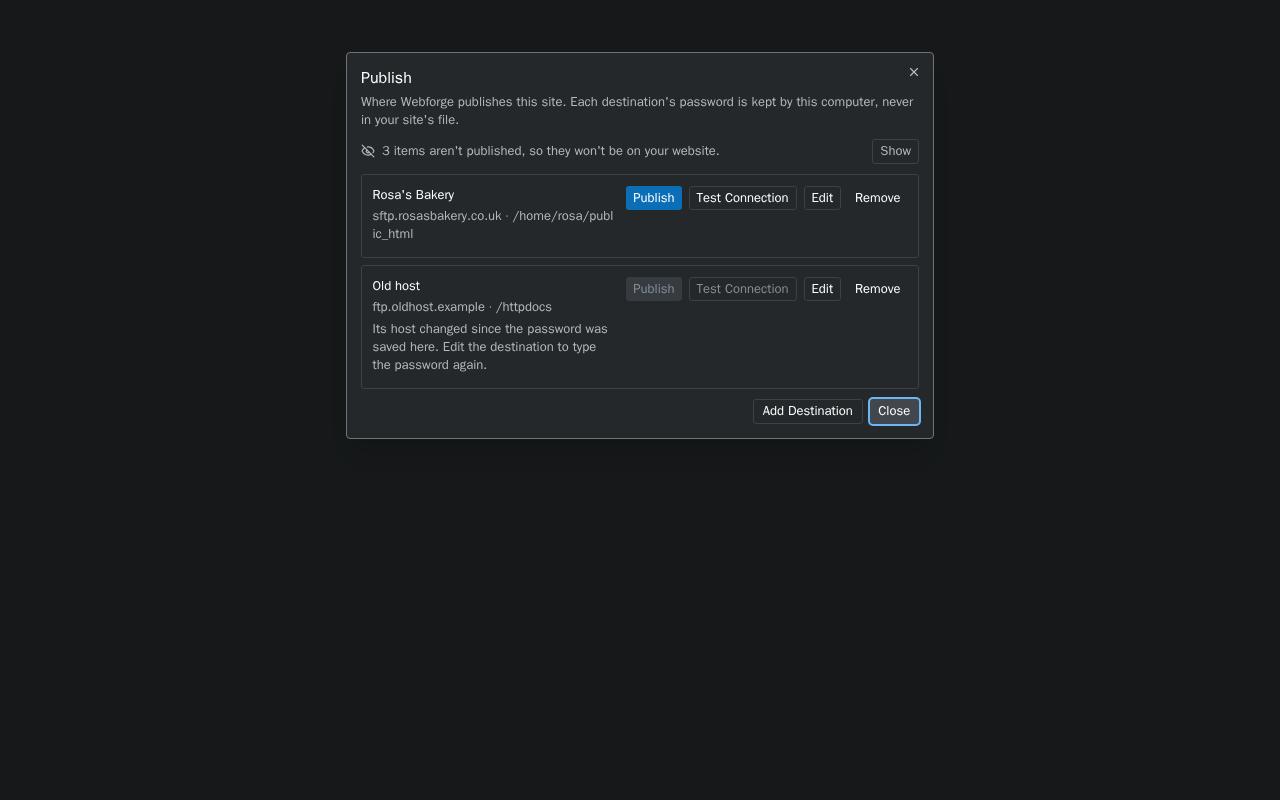 Publish
Where Webforge publishes this site. Each destination's password is kept by this computer, never
in your site's file.
3 items aren't published, so they won't be on your website.
Show
Rosa's Bakery
Publish
Test Connection
Edit
Remove
sftp.rosasbakery.co.uk · /home/rosa/publ
ic_html
Old host
Publish
Test Connection
Edit
Remove
ftp.oldhost.example · /httpdocs
Its host changed since the password was
saved here. Edit the destination to type
the password again.
Add Destination
Close